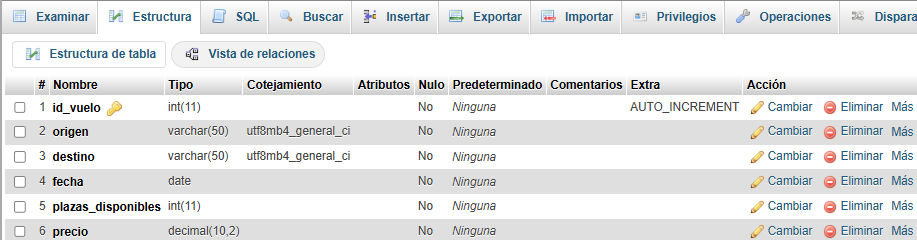 Examinar Estructura SQL Buscar Insertar Exportar Importar Privilegios Operaciones Dispara
Estructura de tabla Vista de relaciones
# Nombre Tipo Cotejamiento Atributos Nulo Predeterminado Comentarios Extra Acción
1 id_vuelo int(11) No Ninguna AUTO_INCREMENT Cambiar Eliminar Más
2 origen varchar(50) utf8mb4_general_ci No Ninguna Cambiar Eliminar Más
3 destino varchar(50) utf8mb4_general_ci No Ninguna Cambiar Eliminar Más
4 fecha date No Ninguna Cambiar Eliminar Más
5 plazas_disponibles int(11) No Ninguna Cambiar Eliminar Más
6 precio decimal(10,2) No Ninguna Cambiar Eliminar Más